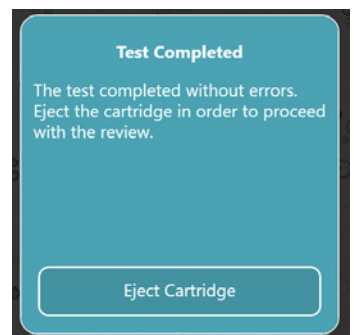 Test Completed
The test completed without errors.
Eject the cartridge in order to proceed
with the review.
Eject Cartridge